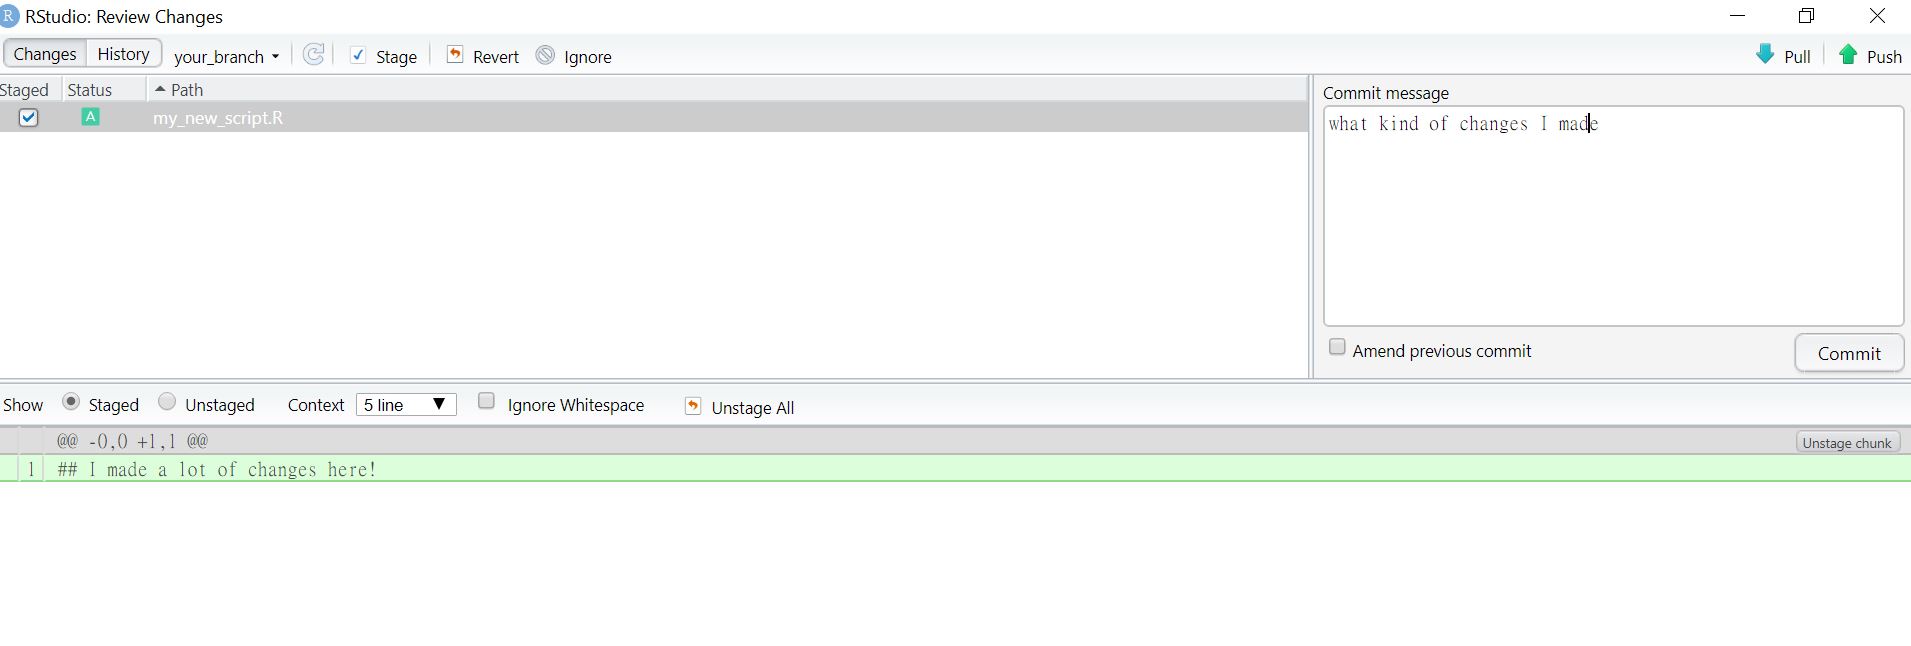 R RStudio: Review Changes
Changes History your_branch Stage Revert Ignore Pull Push
Staged Status Path
A my_new_script.R
Commit message
what kind of changes I made
Amend previous commit Commit
Show Staged Unstaged Context 5 line Ignore Whitespace Unstage All
@@ -0,0 +1,1 @@ Unstage chunk
1 ## I made a lot of changes here!